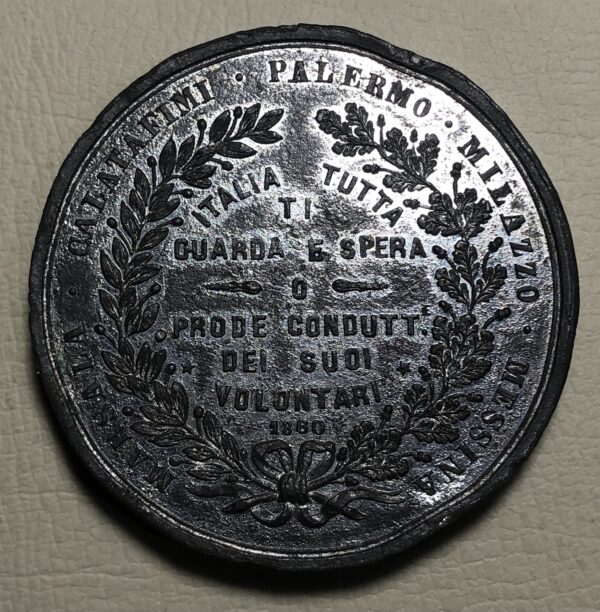 MARSALA · CALATAFIMI · PALERMO · MILAZZO · MESSINA
ITALIA TUTTA
TI
GUARDA E SPERA
O
PRODE CONDUTT.E
DEI SUOI
VOLONTARI
1860